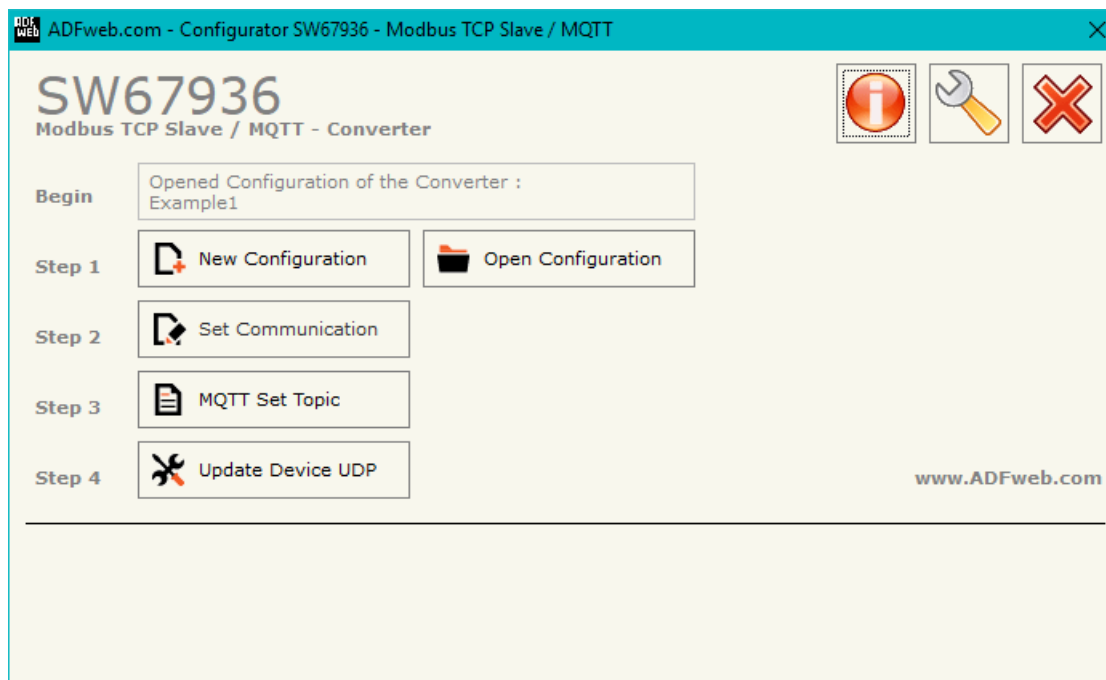 ADF
WEB
ADFweb.com - Configurator SW67936 - Modbus TCP Slave / MQTT
SW67936
Modbus TCP Slave / MQTT - Converter
Begin
Opened Configuration of the Converter :
Example1
Step 1
New Configuration
Open Configuration
Step 2
Set Communication
Step 3
MQTT Set Topic
Step 4
Update Device UDP
www.ADFweb.com